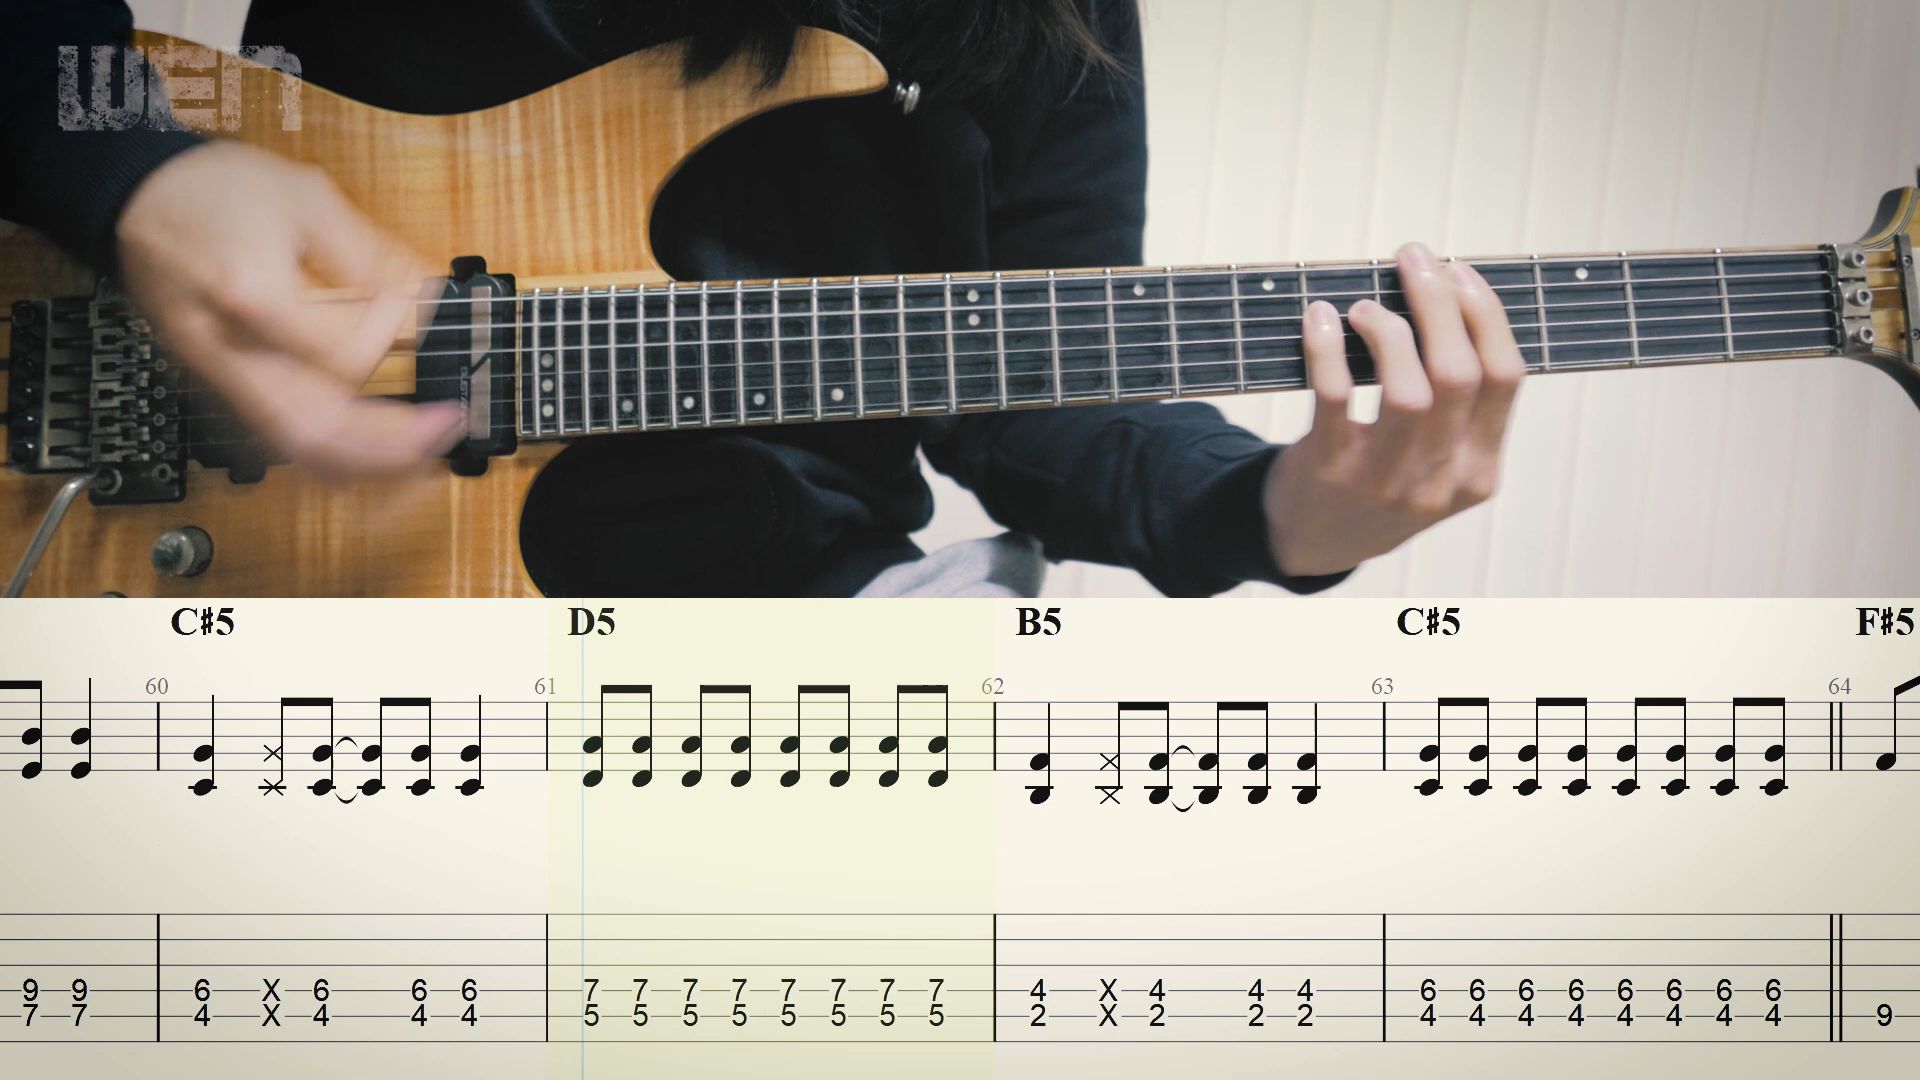 WEN
C#5 D5 B5 C#5 F#5
60 61 62 63 64
9 9 6 X 6 6 6 7 7 7 7 7 7 7 7 4 X 4 4 4 6 6 6 6 6 6 6 6
7 7 4 X 4 4 4 5 5 5 5 5 5 5 5 2 X 2 2 2 4 4 4 4 4 4 4 4 9